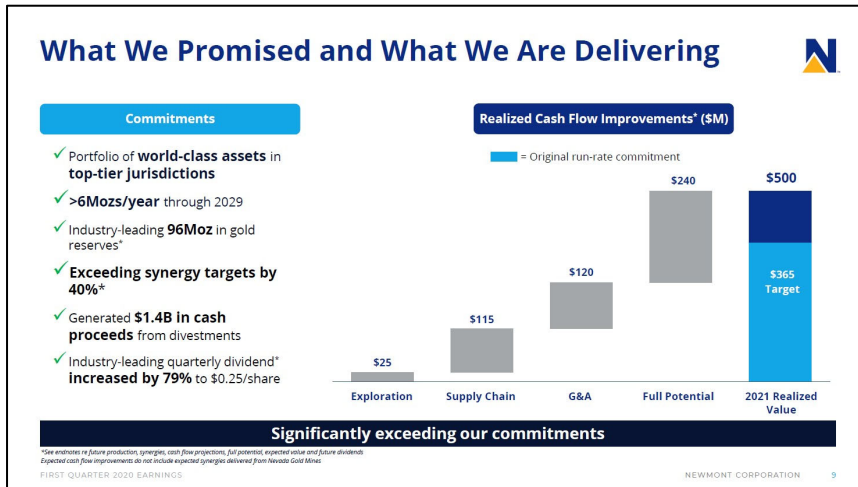 What We Promised and What We Are Delivering
N
Commitments
✓ Portfolio of world-class assets in
top-tier jurisdictions
✓ >6Mozs/year through 2029
✓ Industry-leading 96Moz in gold
reserves*
✓ Exceeding synergy targets by
40%*
✓ Generated $1.4B in cash
proceeds from divestments
✓ Industry-leading quarterly dividend*
increased by 79% to $0.25/share
Realized Cash Flow Improvements* ($M)
= Original run-rate commitment
$25
$115
$120
$240
$500
$365
Target
Exploration
Supply Chain
G&A
Full Potential
2021 Realized
Value
Significantly exceeding our commitments
*See endnotes re future production, synergies, cash flow projections, full potential, expected value and future dividends
Expected cash flow improvements do not include expected synergies delivered from Nevada Gold Mines
FIRST QUARTER 2020 EARNINGS
NEWMONT CORPORATION 9